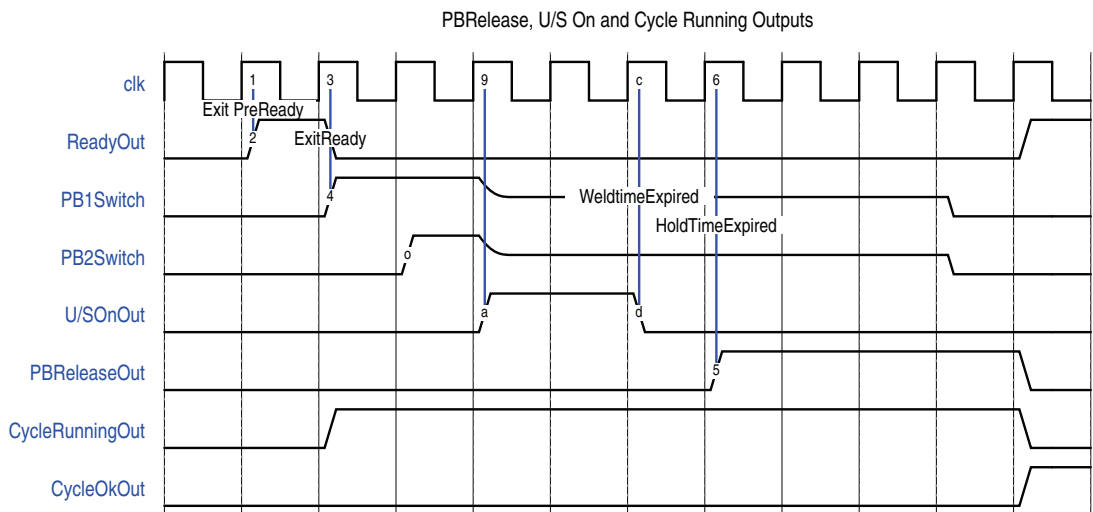 PBRelease, U/S On and Cycle Running Outputs
clk 1 3 9 c 6
Exit PreReady
ReadyOut 2 ExitReady
PB1Switch 4 WeldtimeExpired
HoldTimeExpired
PB2Switch o
U/SOnOut a d
PBReleaseOut 5
CycleRunningOut
CycleOkOut